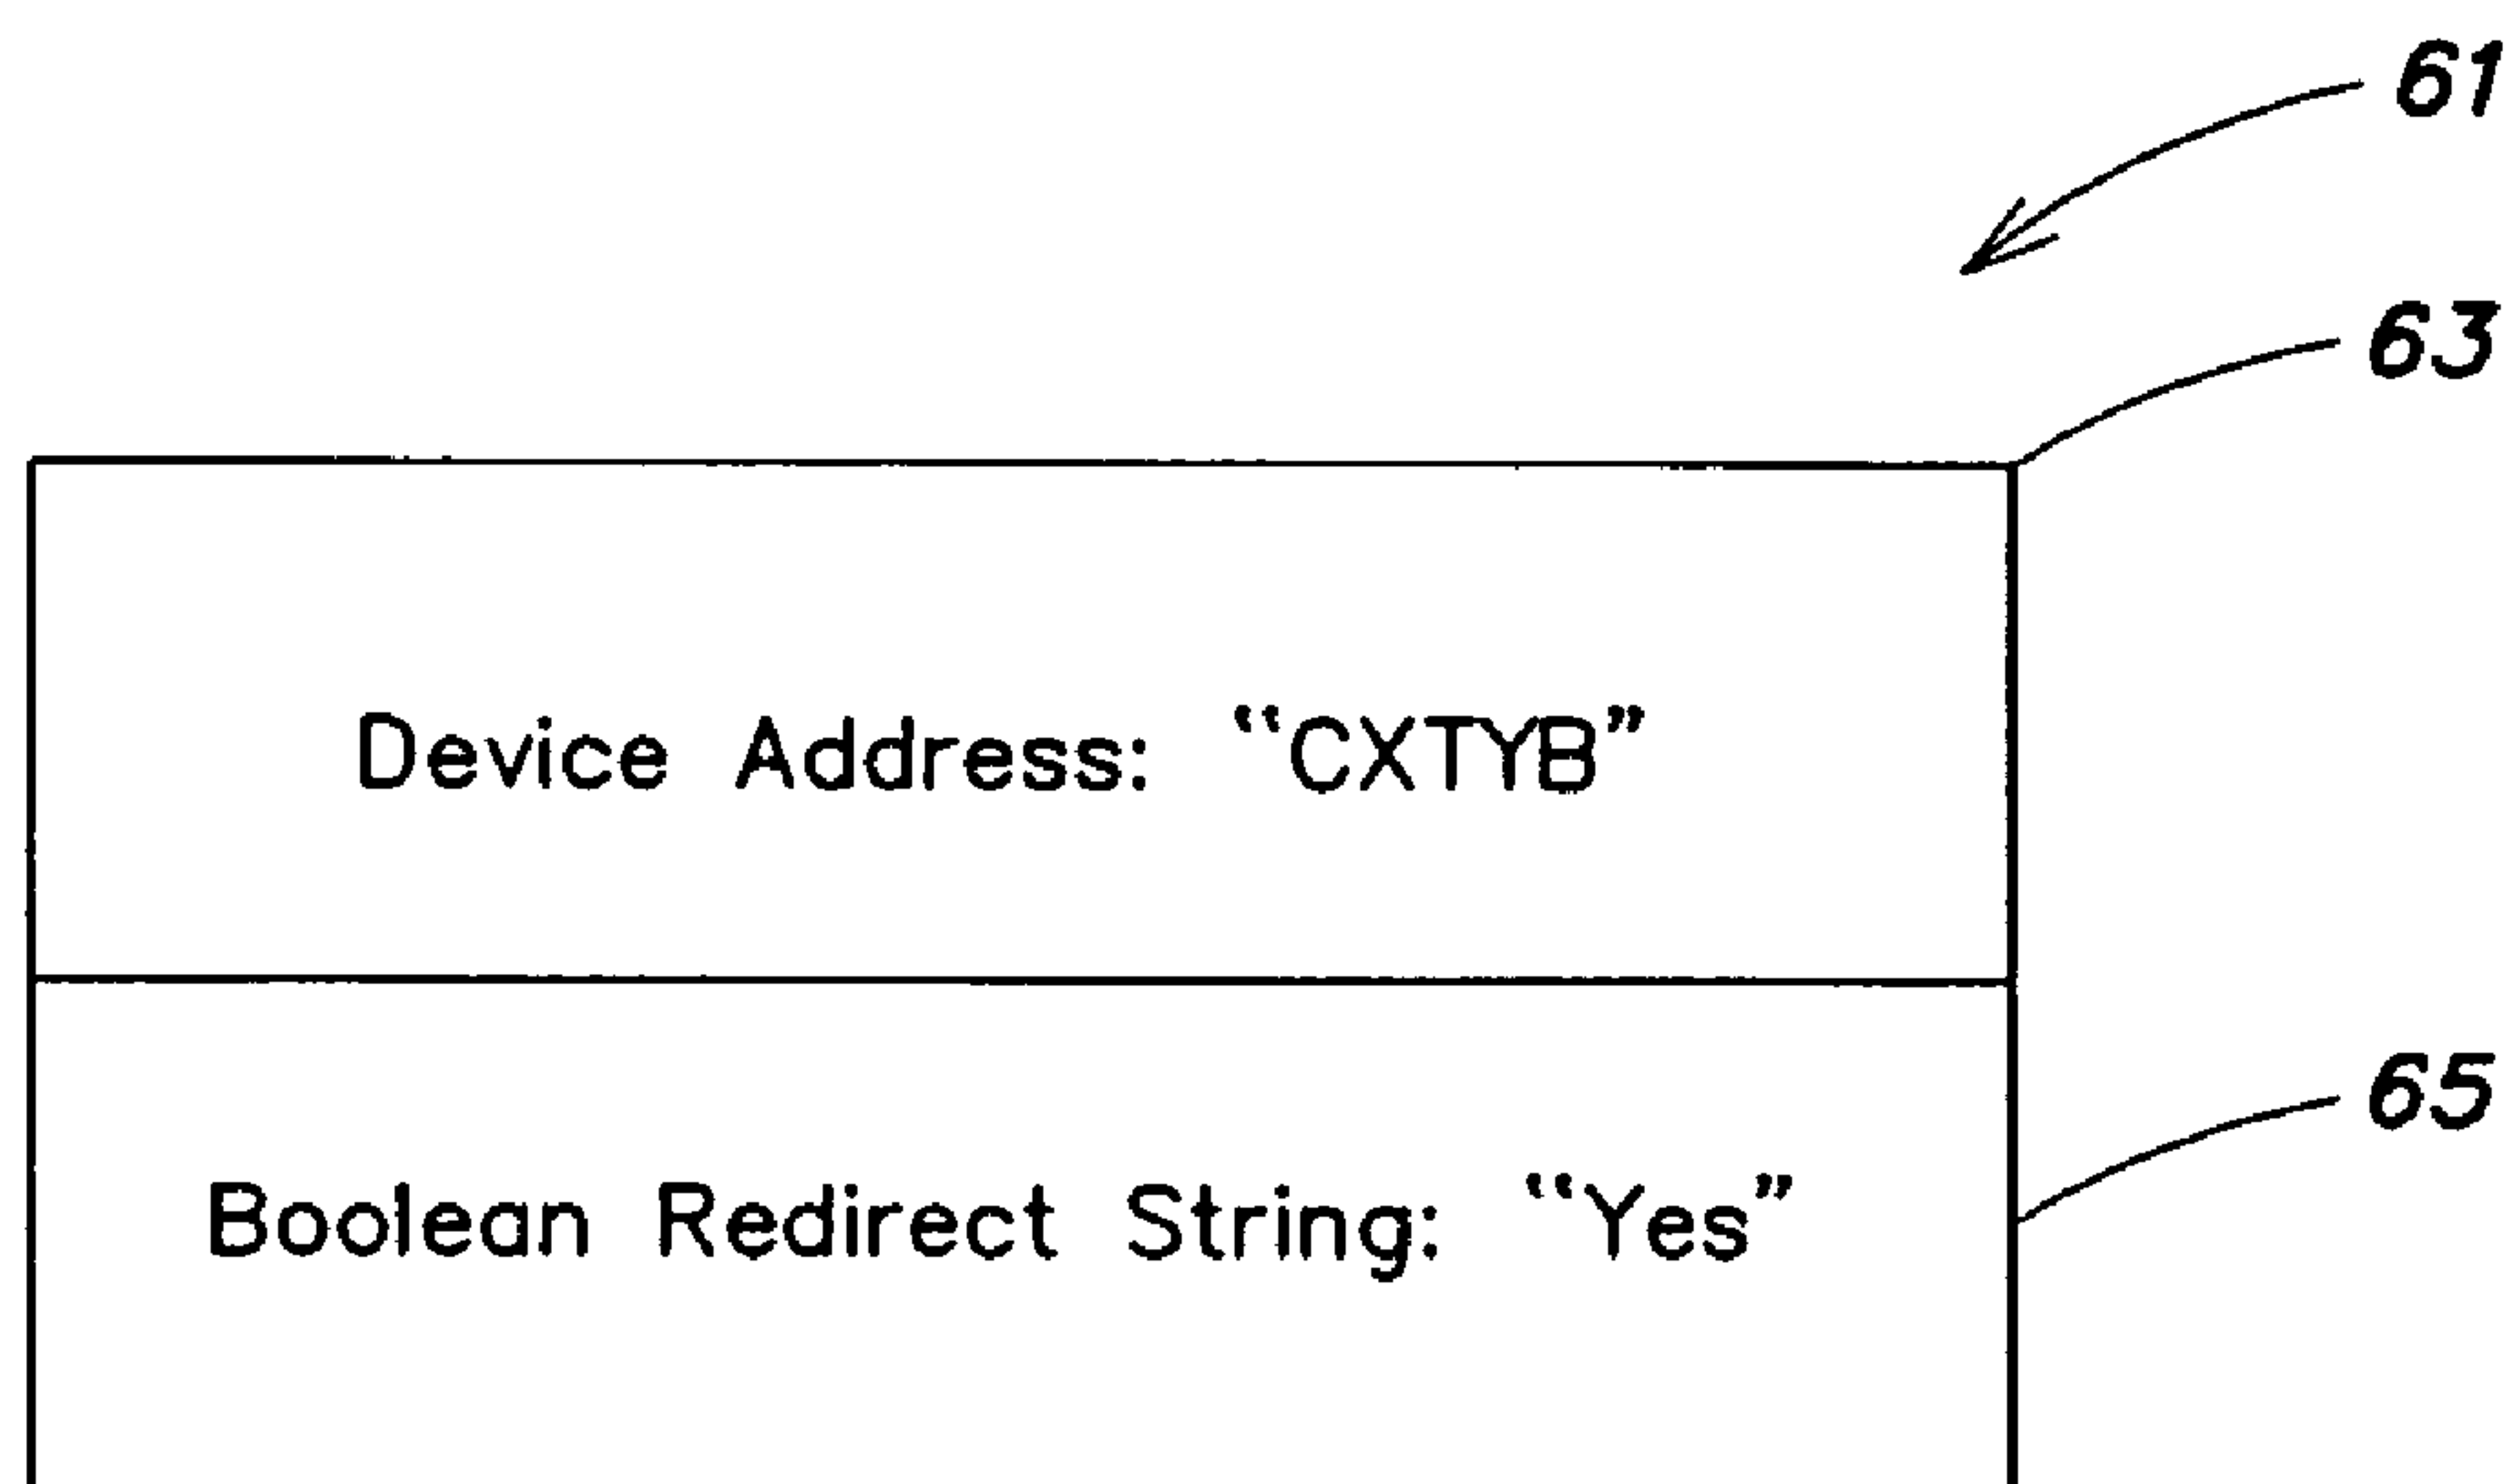 61
63
Device Address: “CXTYB”
65
Boolean Redirect String: “Yes”